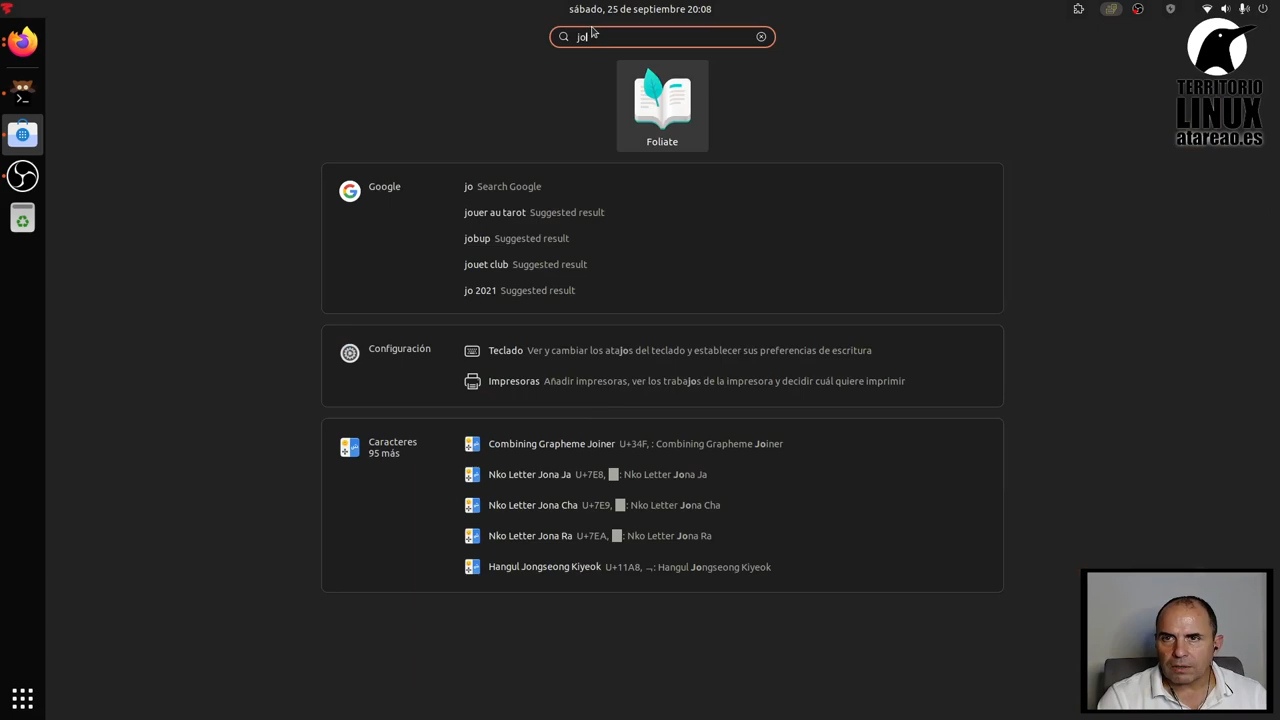 sábado, 25 de septiembre 20:08
jo
TERRITORIO
LINUX
atareao.es
Foliate
Google
jo Search Google
jouer au tarot Suggested result
jobup Suggested result
jouet club Suggested result
jo 2021 Suggested result
Configuración
Teclado Ver y cambiar los atajos del teclado y establecer sus preferencias de escritura
Impresoras Añadir impresoras, ver los trabajos de la impresora y decidir cuál quiere imprimir
Caracteres
95 más
Combining Grapheme Joiner U+34F, : Combining Grapheme Joiner
Nko Letter Jona Ja U+7E8, : Nko Letter Jona Ja
Nko Letter Jona Cha U+7E9, : Nko Letter Jona Cha
Nko Letter Jona Ra U+7EA, : Nko Letter Jona Ra
Hangul Jongseong Kiyeok U+11A8, : Hangul Jongseong Kiyeok